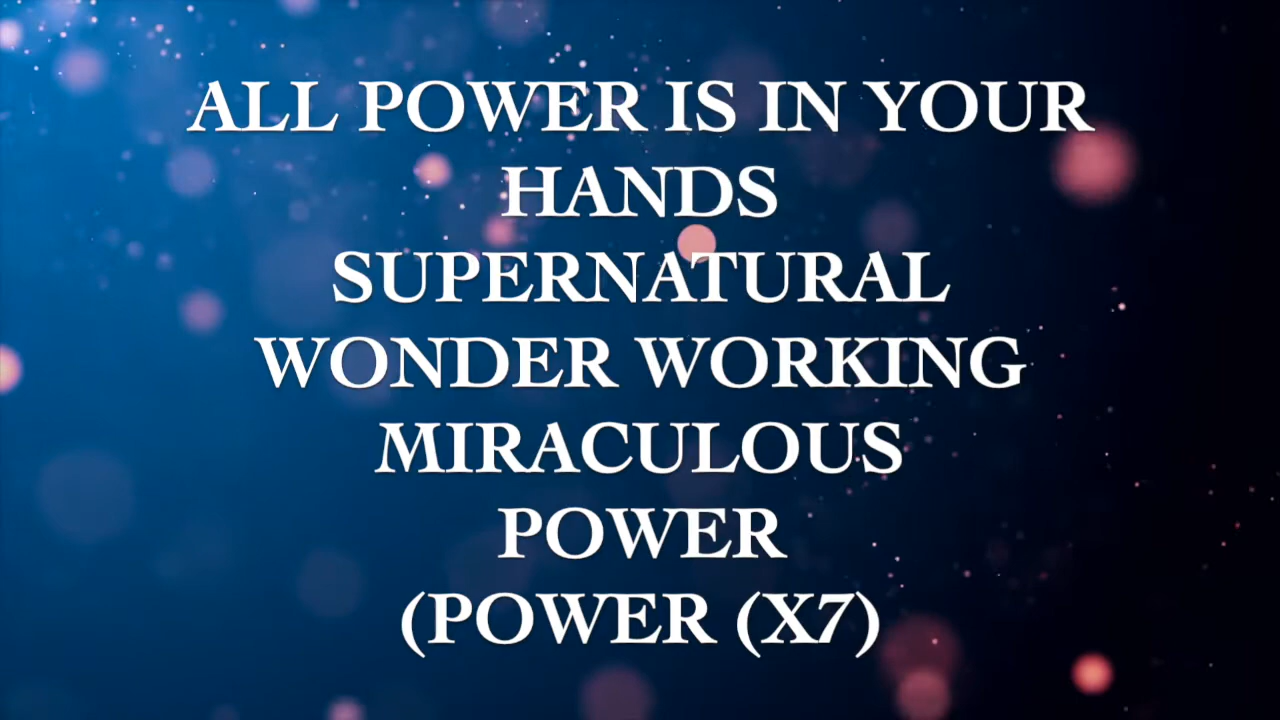 ALL POWER IS IN YOUR
HANDS
SUPERNATURAL
WONDER WORKING
MIRACULOUS
POWER
(POWER (X7)